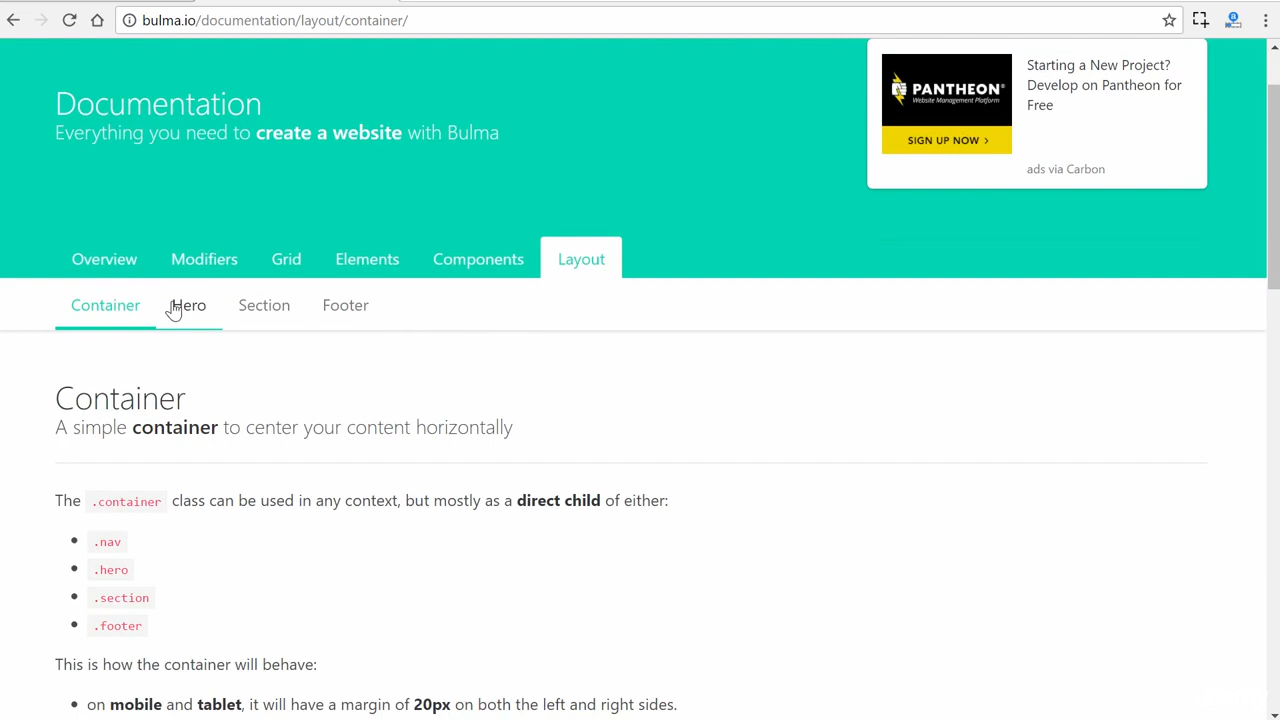 bulma.io/documentation/layout/container/
Documentation
Everything you need to create a website with Bulma
PANTHEON®
Website Management Platform
SIGN UP NOW >
Starting a New Project?
Develop on Pantheon for
Free
ads via Carbon
Overview Modifiers Grid Elements Components Layout
Container Hero Section Footer
Container
A simple container to center your content horizontally
The .container class can be used in any context, but mostly as a direct child of either:
• .nav
• .hero
• .section
• .footer
This is how the container will behave:
• on mobile and tablet, it will have a margin of 20px on both the left and right sides.